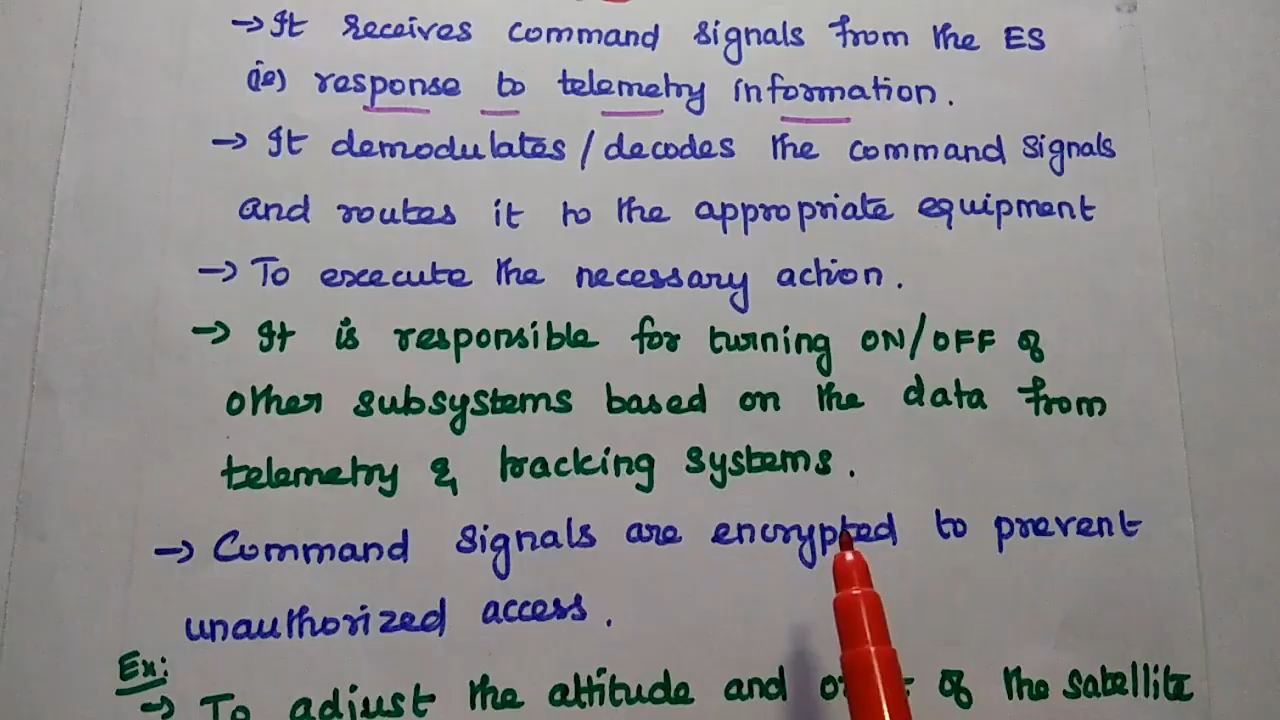 → It receives command signals from the ES
(ie) response to telemetry information.
→ It demodulates/decodes the command signals
and routes it to the appropriate equipment
→ To execute the necessary action.
→ It is responsible for turning ON/OFF of
other subsystems based on the data from
telemetry & tracking systems.
→ Command signals are encrypted to prevent
unauthorized access.
Ex:
→ To adjust the altitude and of the satellite